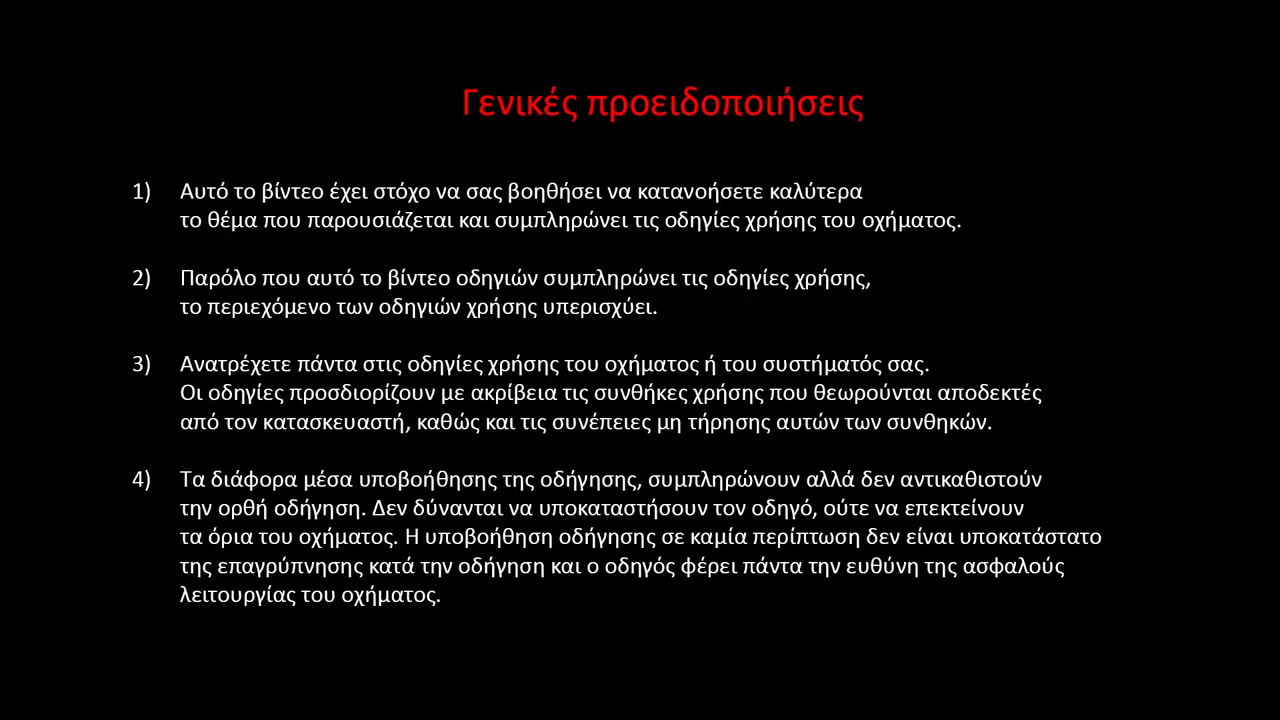 Γενικές προειδοποιήσεις
1) Αυτό το βίντεο έχει στόχο να σας βοηθήσει να κατανοήσετε καλύτερα
το θέμα που παρουσιάζεται και συμπληρώνει τις οδηγίες χρήσης του οχήματος.
2) Παρόλο που αυτό το βίντεο οδηγιών συμπληρώνει τις οδηγίες χρήσης,
το περιεχόμενο των οδηγιών χρήσης υπερισχύει.
3) Ανατρέχετε πάντα στις οδηγίες χρήσης του οχήματος ή του συστήματός σας.
Οι οδηγίες προσδιορίζουν με ακρίβεια τις συνθήκες χρήσης που θεωρούνται αποδεκτές
από τον κατασκευαστή, καθώς και τις συνέπειες μη τήρησης αυτών των συνθηκών.
4) Τα διάφορα μέσα υποβοήθησης της οδήγησης, συμπληρώνουν αλλά δεν αντικαθιστούν
την ορθή οδήγηση. Δεν δύνανται να υποκαταστήσουν τον οδηγό, ούτε να επεκτείνουν
τα όρια του οχήματος. Η υποβοήθηση οδήγησης σε καμία περίπτωση δεν είναι υποκατάστατο
της επαγρύπνησης κατά την οδήγηση και ο οδηγός φέρει πάντα την ευθύνη της ασφαλούς
λειτουργίας του οχήματος.